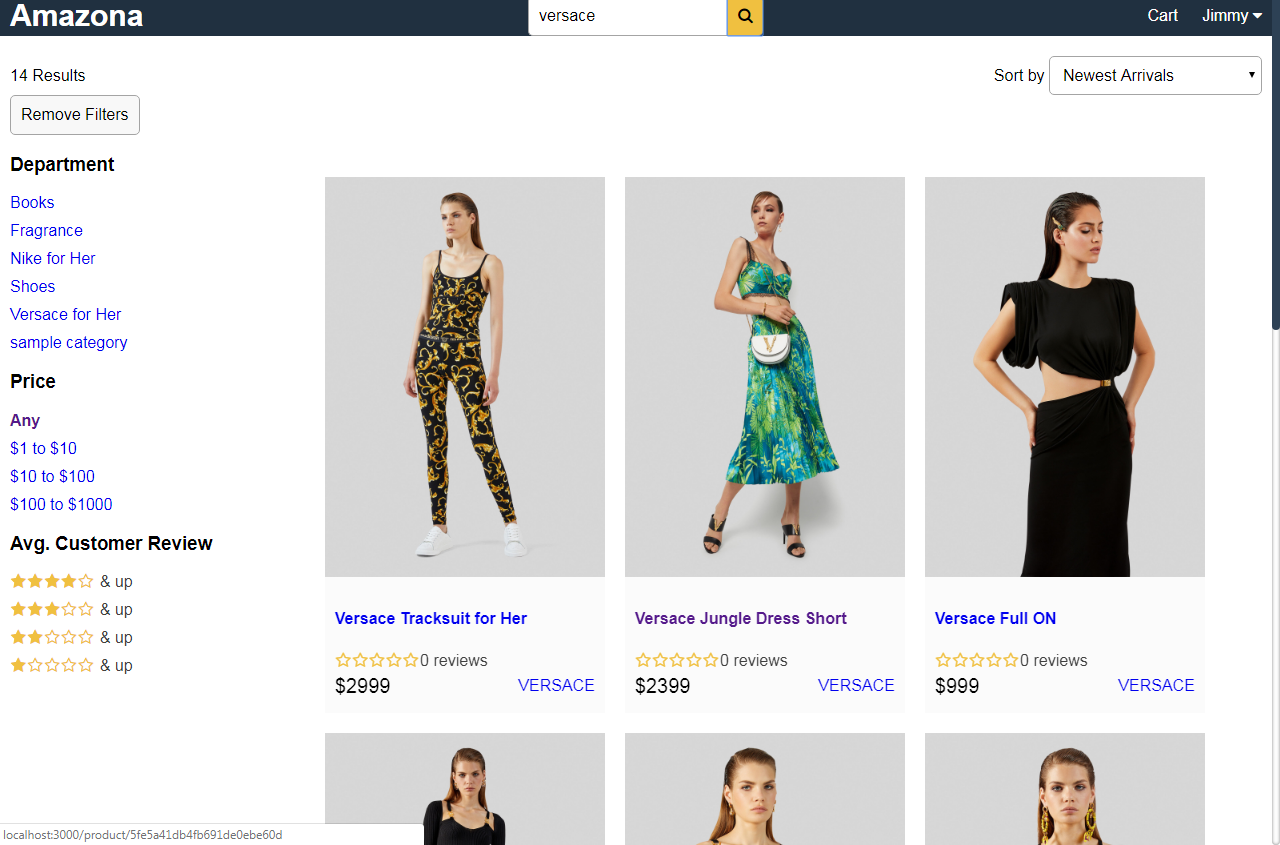 Amazona
versace
Cart
Jimmy
14 Results
Sort by
Newest Arrivals
Remove Filters
Department
Books
Fragrance
Nike for Her
Shoes
Versace for Her
sample category
Price
Any
$1 to $10
$10 to $100
$100 to $1000
Avg. Customer Review
& up
& up
& up
& up
Versace Tracksuit for Her
0 reviews
$2999
VERSACE
Versace Jungle Dress Short
0 reviews
$2399
VERSACE
Versace Full ON
0 reviews
$999
VERSACE
localhost:3000/product/5fe5a41db4fb691de0ebe60d